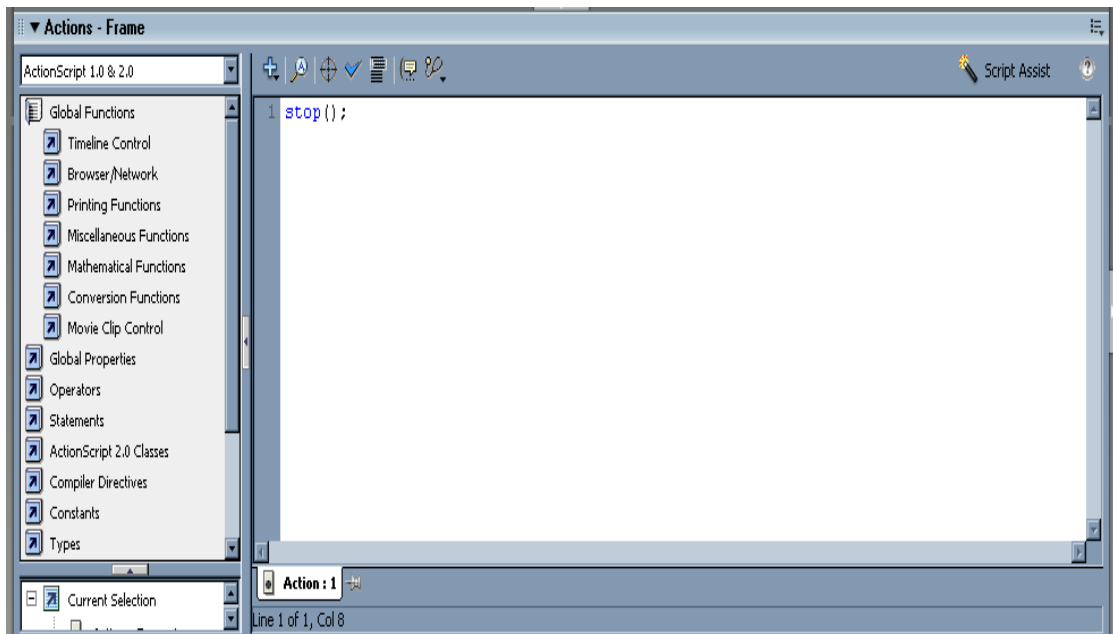 Actions - Frame
ActionScript 1.0 & 2.0
Script Assist
Global Functions
Timeline Control
Browser/Network
Printing Functions
Miscellaneous Functions
Mathematical Functions
Conversion Functions
Movie Clip Control
Global Properties
Operators
Statements
ActionScript 2.0 Classes
Compiler Directives
Constants
Types
Current Selection
1 stop();
Action : 1
Line 1 of 1, Col 8